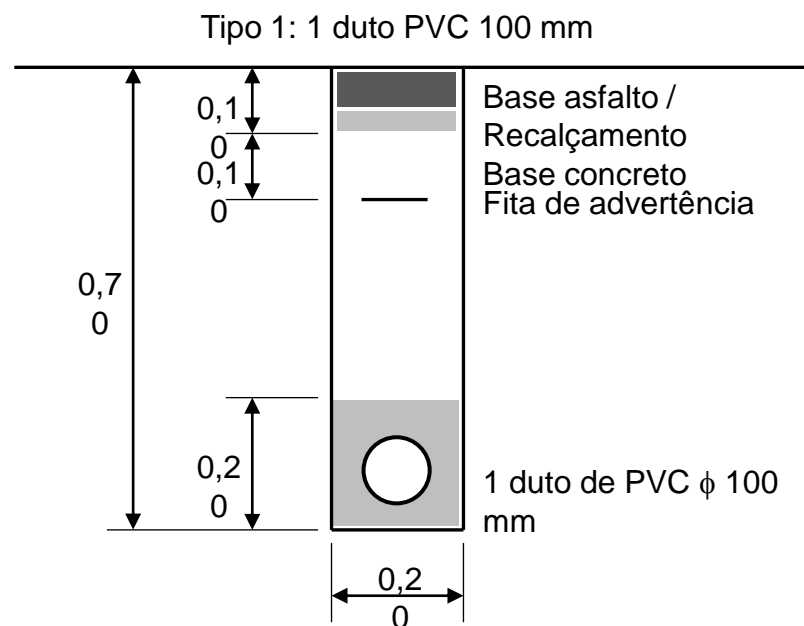 Tipo 1: 1 duto PVC 100 mm
0,1
0
0,1
0
Base asfalto /
Recalçamento
Base concreto
Fita de advertência
0,7
0
0,2
0
1 duto de PVC ϕ 100
mm
0,2
0